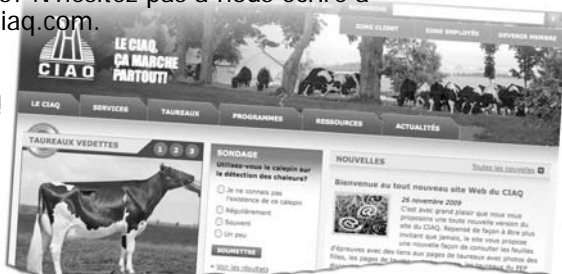 N'hésitez pas à nous écrire à
iaq.com.
ZONE CLIENT
ZONE EMPLOYÉS
DEVENIR MEMBRE
CIAQ
LE CIAQ,
ÇA MARCHE
PARTOUT!
LE CIAQ
SERVICES
TAUREAUX
PROGRAMMES
RESSOURCES
ACTUALITÉS
TAUREAUX VEDETTES
1 2 3
SONDAGE
Utilisez-vous le calepin sur
la détection des chaleurs?
Je ne connais pas
l'existence de ce calepin
Régulièrement
Souvent
Un peu
SOUMETTRE
» Voir les résultats
NOUVELLES
Toutes les nouvelles
Bienvenue au tout nouveau site Web du CIAQ
26 novembre 2009
C'est avec grand plaisir que nous vous
proposons une toute nouvelle version du
site du CIAQ. Repensé de façon à être plus
invitant que jamais, le site vous propose
une nouvelle façon de consulter les feuilles
d'épreuves avec des liens aux pages de taureaux avec photos des
filles, les pages de